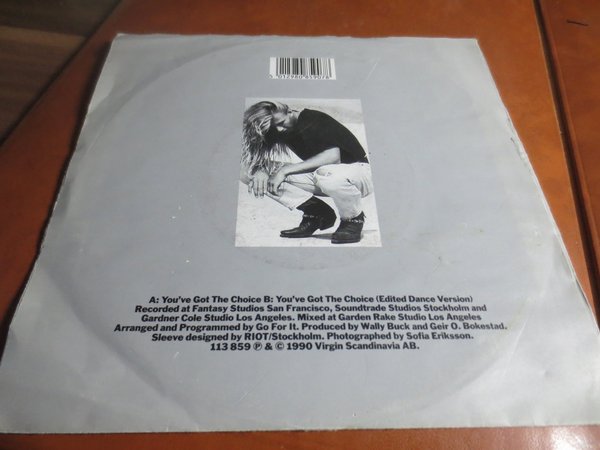 A: You've Got The Choice B: You've Got The Choice (Edited Dance Version)
Recorded at Fantasy Studios San Francisco, Soundtrade Studios Stockholm and
Gardner Cole Studio Los Angeles. Mixed at Garden Rake Studio Los Angeles
Arranged and Programmed by Go For It. Produced by Wally Buck and Geir O. Bokestad.
Sleeve designed by RIOT/Stockholm. Photographed by Sofia Eriksson.
113 859 ℗ & © 1990 Virgin Scandinavia AB.